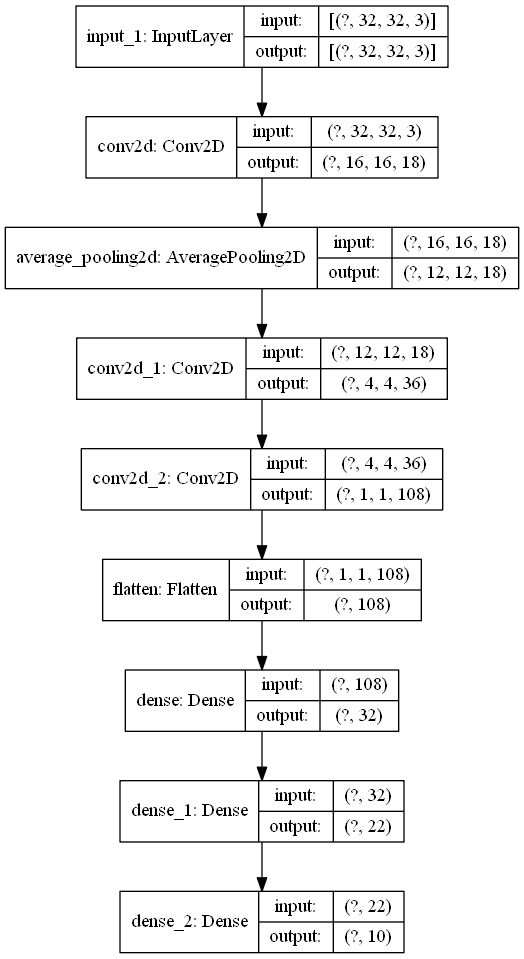 input_1: InputLayer
input:
[(?, 32, 32, 3)]
output:
[(?, 32, 32, 3)]
conv2d: Conv2D
input:
(?, 32, 32, 3)
output:
(?, 16, 16, 18)
average_pooling2d: AveragePooling2D
input:
(?, 16, 16, 18)
output:
(?, 12, 12, 18)
conv2d_1: Conv2D
input:
(?, 12, 12, 18)
output:
(?, 4, 4, 36)
conv2d_2: Conv2D
input:
(?, 4, 4, 36)
output:
(?, 1, 1, 108)
flatten: Flatten
input:
(?, 1, 1, 108)
output:
(?, 108)
dense: Dense
input:
(?, 108)
output:
(?, 32)
dense_1: Dense
input:
(?, 32)
output:
(?, 22)
dense_2: Dense
input:
(?, 22)
output:
(?, 10)